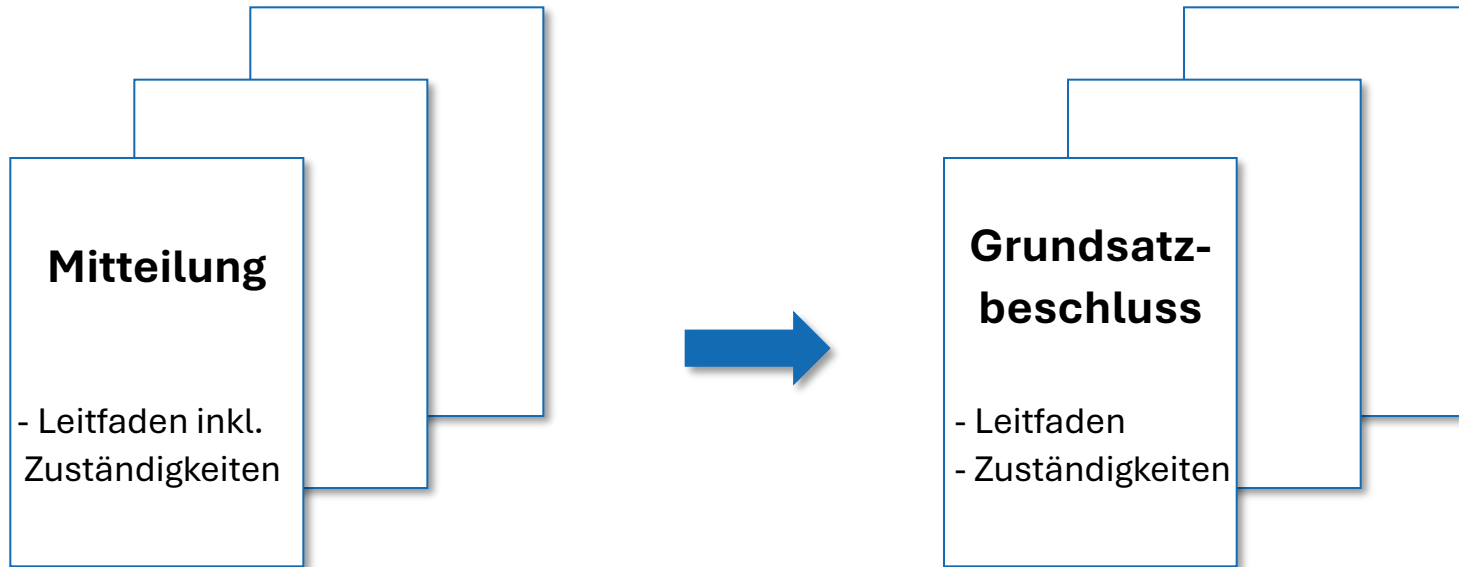 Mitteilung
- Leitfaden inkl.
Zuständigkeiten
Grundsatz-
beschluss
- Leitfaden
- Zuständigkeiten